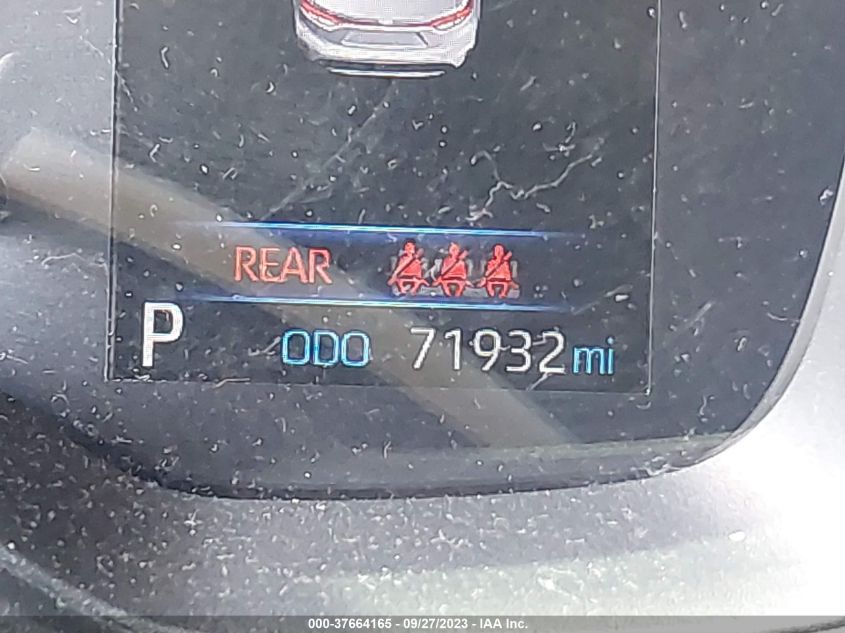 REAR
P ODO 71932 mi
000-37664165 - 09/27/2023 - IAA Inc.